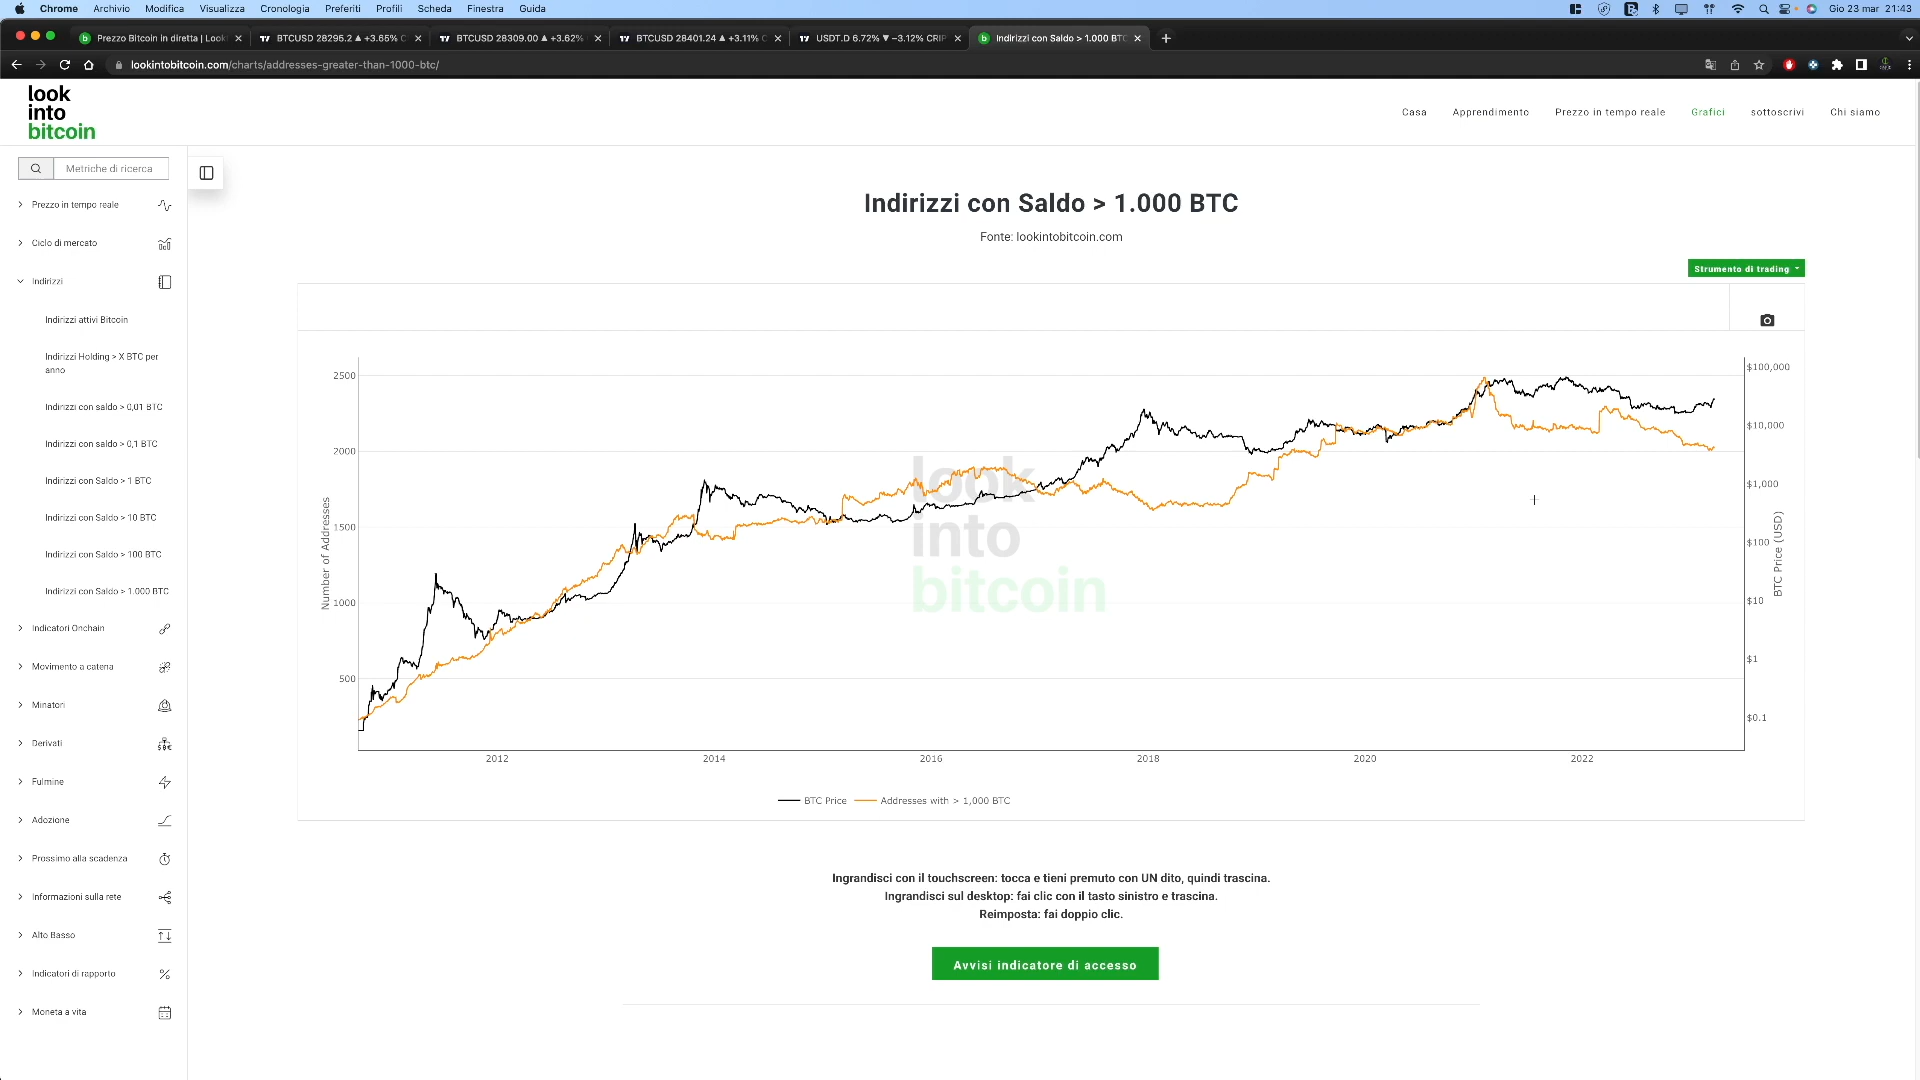 Chrome Archivio Modifica Visualizza Cronologia Preferiti Profili Scheda Finestra Guida Gio 23 mar 21:43
Prezzo Bitcoin in diretta | Look BTCUSD 28295.2 ▲ +3.65% C BTCUSD 28309.00 ▲ +3.62% BTCUSD 28401.24 ▲ +3.11% C USDT.D 6.72% ▼ −3.12% CRIP Indirizzi con Saldo > 1.000 BTC
lookintobitcoin.com/charts/addresses-greater-than-1000-btc/
look
into
bitcoin
Casa Apprendimento Prezzo in tempo reale Grafici sottoscrivi Chi siamo
Metriche di ricerca
Prezzo in tempo reale
Ciclo di mercato
Indirizzi
Indirizzi attivi Bitcoin
Indirizzi Holding > X BTC per
anno
Indirizzi con saldo > 0,01 BTC
Indirizzi con saldo > 0,1 BTC
Indirizzi con Saldo > 1 BTC
Indirizzi con Saldo > 10 BTC
Indirizzi con Saldo > 100 BTC
Indirizzi con Saldo > 1.000 BTC
Indicatori Onchain
Movimento a catena
Minatori
Derivati
Fulmine
Adozione
Prossimo alla scadenza
Informazioni sulla rete
Alto Basso
Indicatori di rapporto
Moneta a vita
Indirizzi con Saldo > 1.000 BTC
Fonte: lookintobitcoin.com
Strumento di trading
2500
2000
1500
1000
500
Number of Addresses
look
into
bitcoin
$100,000
$10,000
$1,000
$100
$10
$1
$0.1
BTC Price (USD)
2012 2014 2016 2018 2020 2022
BTC Price Addresses with > 1,000 BTC
Ingrandisci con il touchscreen: tocca e tieni premuto con UN dito, quindi trascina.
Ingrandisci sul desktop: fai clic con il tasto sinistro e trascina.
Reimposta: fai doppio clic.
Avvisi indicatore di accesso